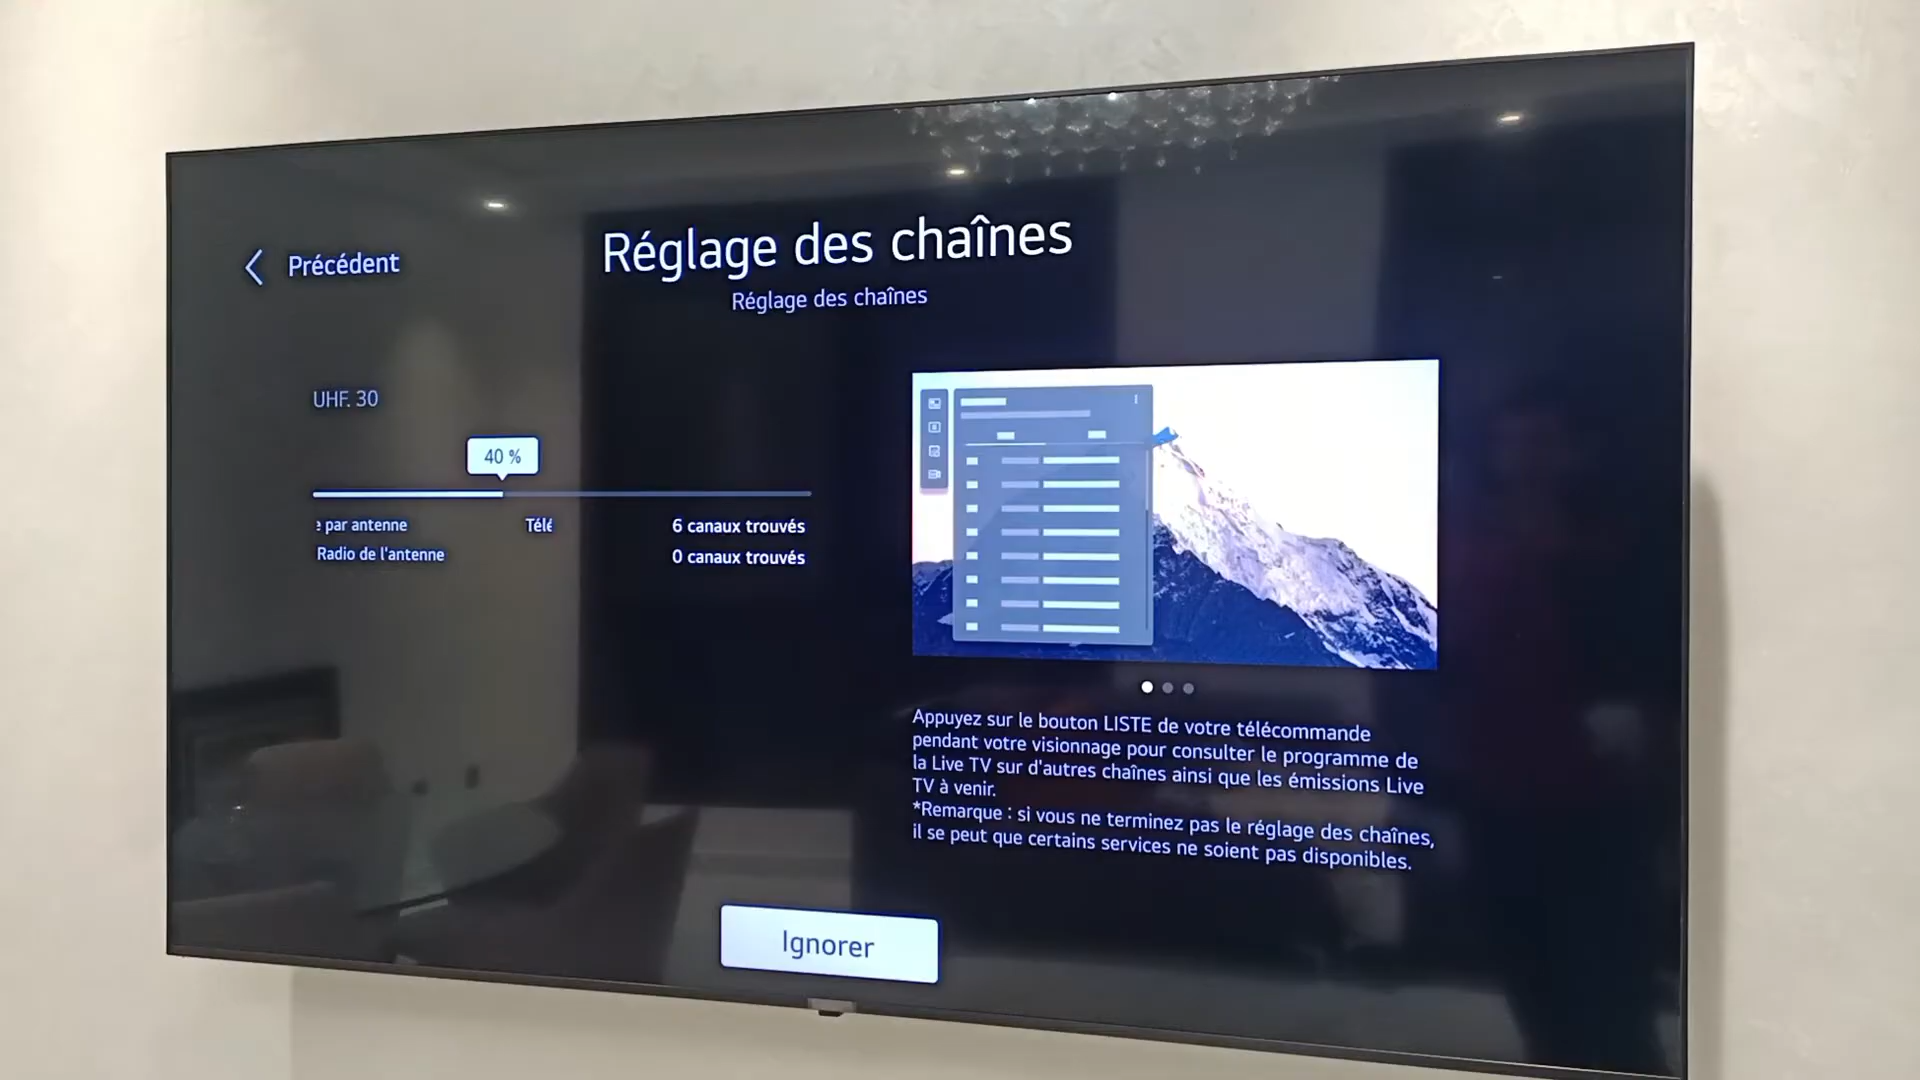 Précédent
Réglage des chaînes
Réglage des chaînes
UHF. 30
40 %
e par antenne Télé 6 canaux trouvés
Radio de l'antenne 0 canaux trouvés
Appuyez sur le bouton LISTE de votre télécommande
pendant votre visionnage pour consulter le programme de
la Live TV sur d'autres chaînes ainsi que les émissions Live
TV à venir.
*Remarque : si vous ne terminez pas le réglage des chaînes,
il se peut que certains services ne soient pas disponibles.
Ignorer